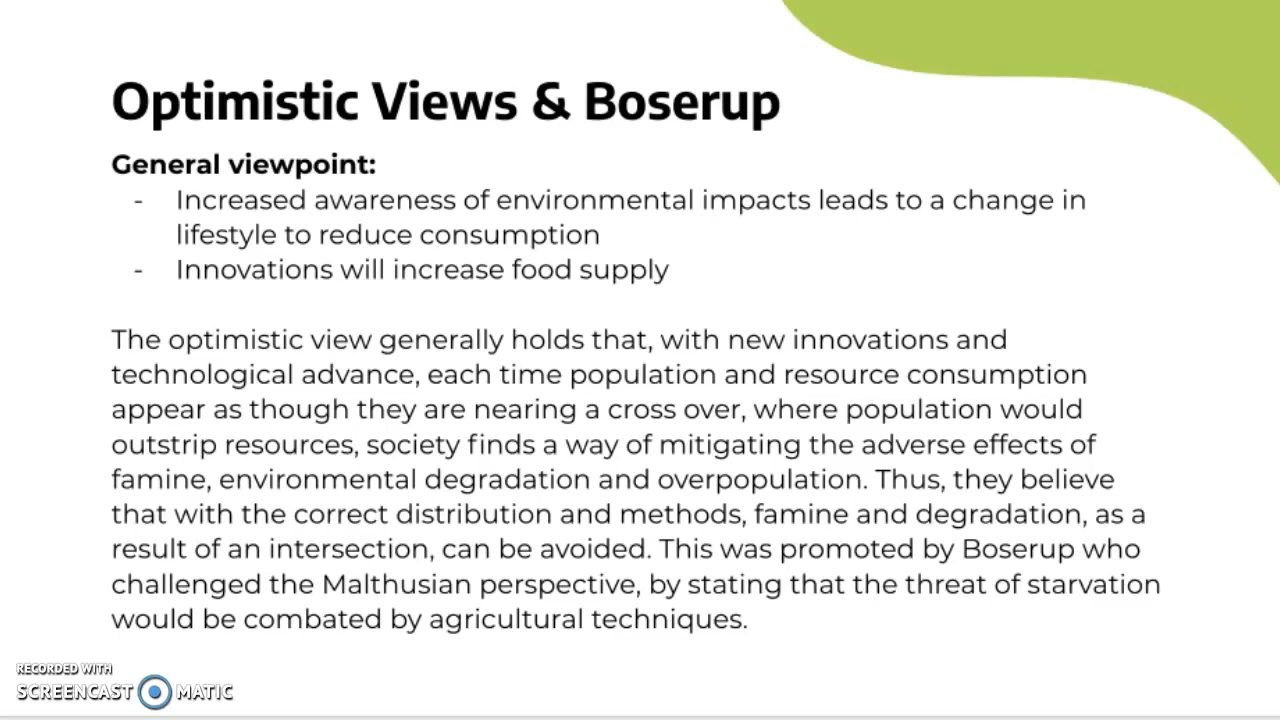 Optimistic Views & Boserup
General viewpoint:
- Increased awareness of environmental impacts leads to a change in
lifestyle to reduce consumption
- Innovations will increase food supply
The optimistic view generally holds that, with new innovations and
technological advance, each time population and resource consumption
appear as though they are nearing a cross over, where population would
outstrip resources, society finds a way of mitigating the adverse effects of
famine, environmental degradation and overpopulation. Thus, they believe
that with the correct distribution and methods, famine and degradation, as a
result of an intersection, can be avoided. This was promoted by Boserup who
challenged the Malthusian perspective, by stating that the threat of starvation
would be combated by agricultural techniques.
RECORDED WITH
SCREENCAST MATIC